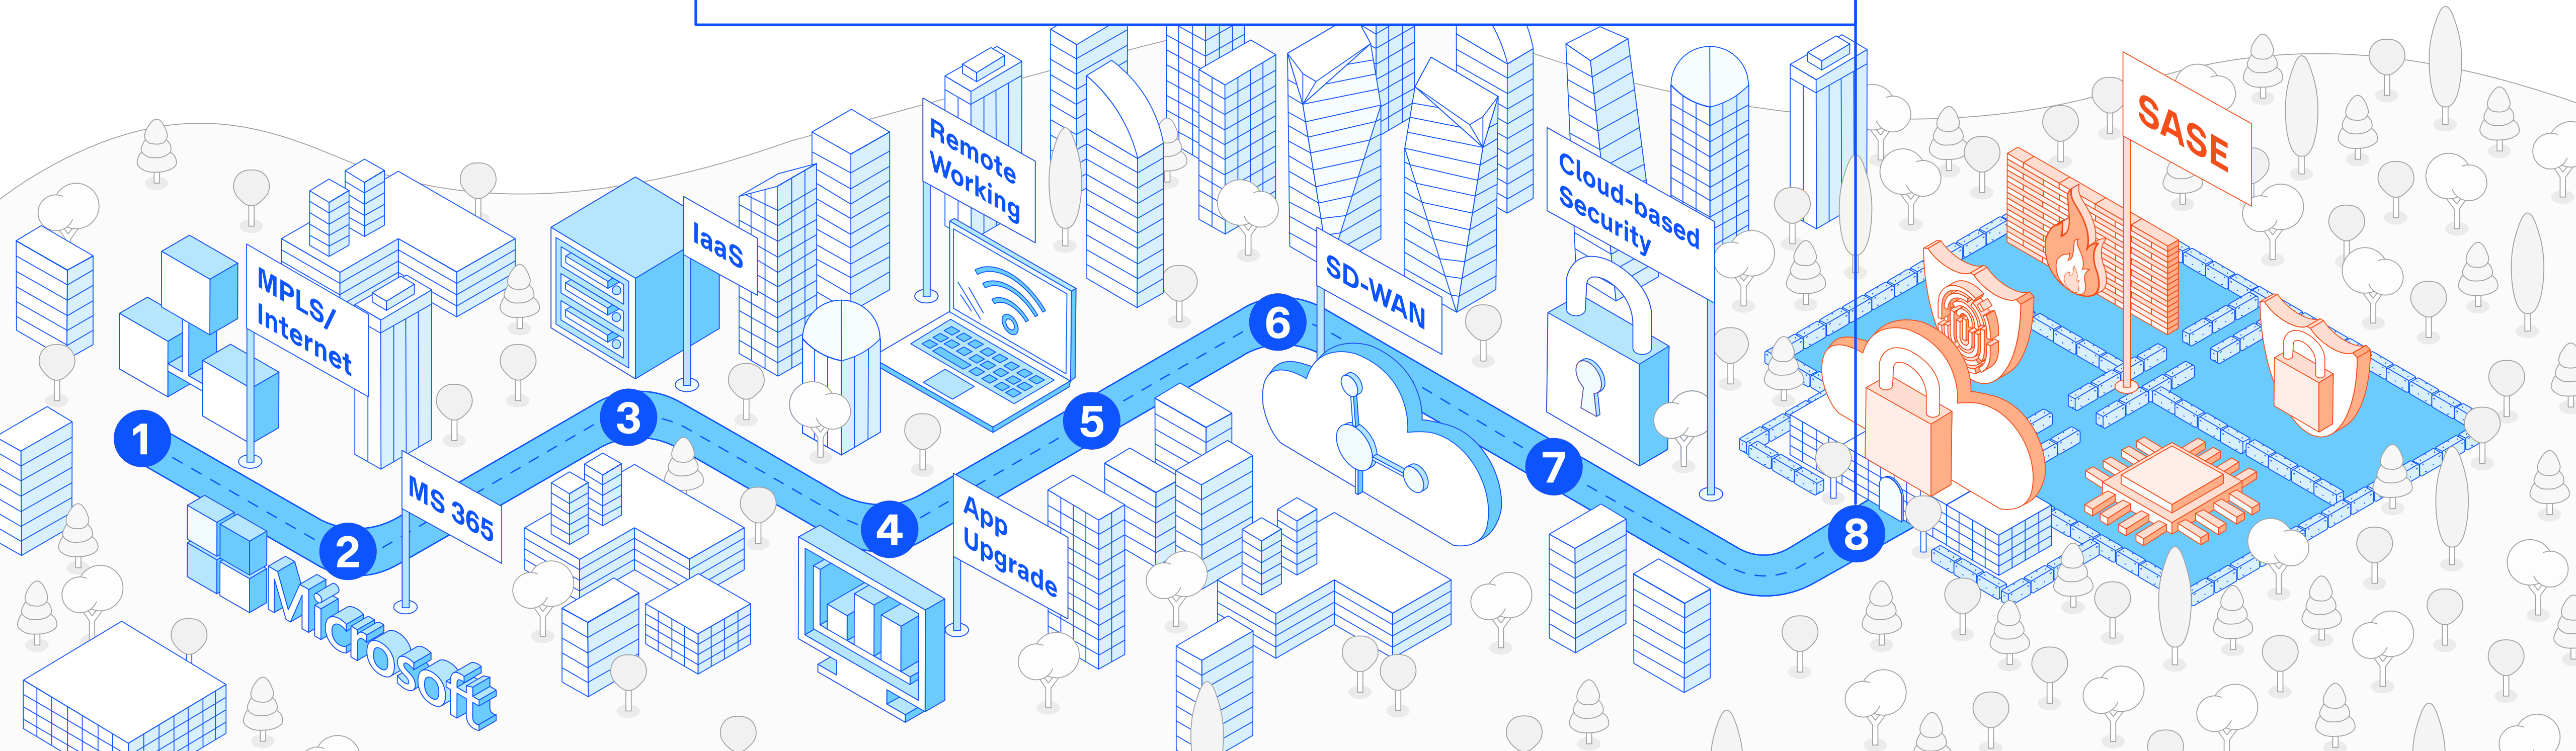 1
MPLS/
Internet
2
MS 365
Microsoft
3
IaaS
4
App
Upgrade
5
Remote
Working
6
SD-WAN
7
Cloud-based
Security
8
SASE